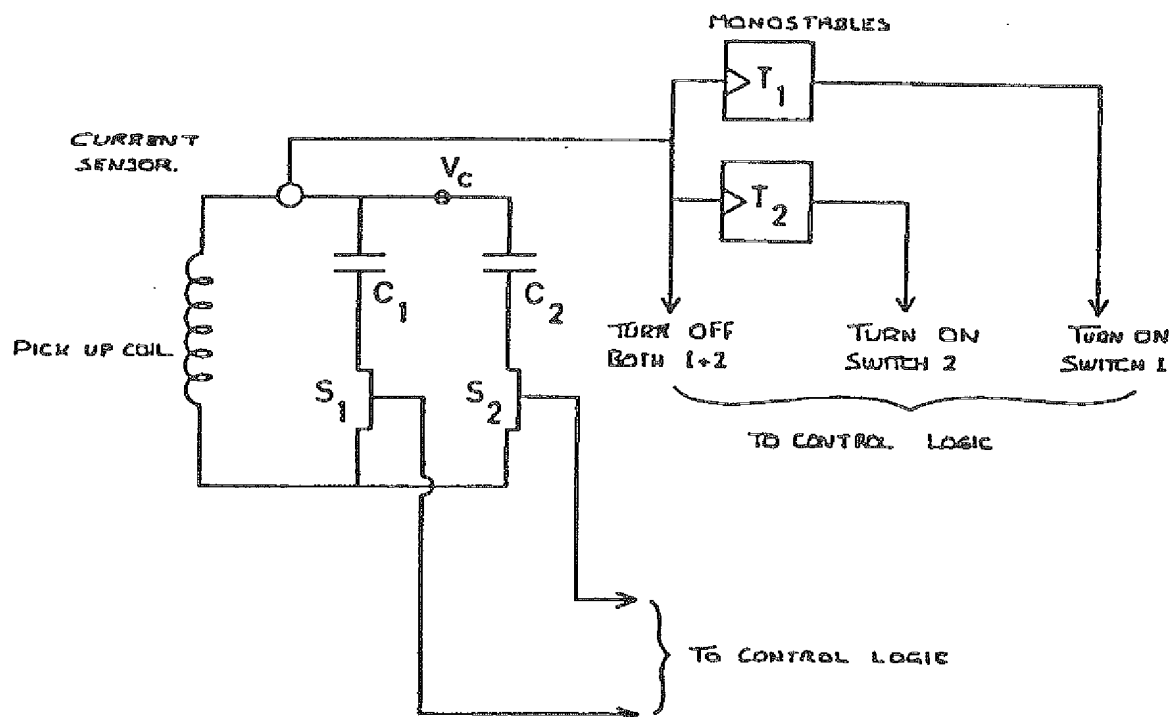 MONOSTABLES
T1
CURRENT
SENSOR.
VC
T2
C1
C2
TURN OFF
BOTH 1+2
TURN ON
SWITCH 2
TURN ON
SWITCH 1
PICK UP COIL
S1
S2
TO CONTROL LOGIC
TO CONTROL LOGIC